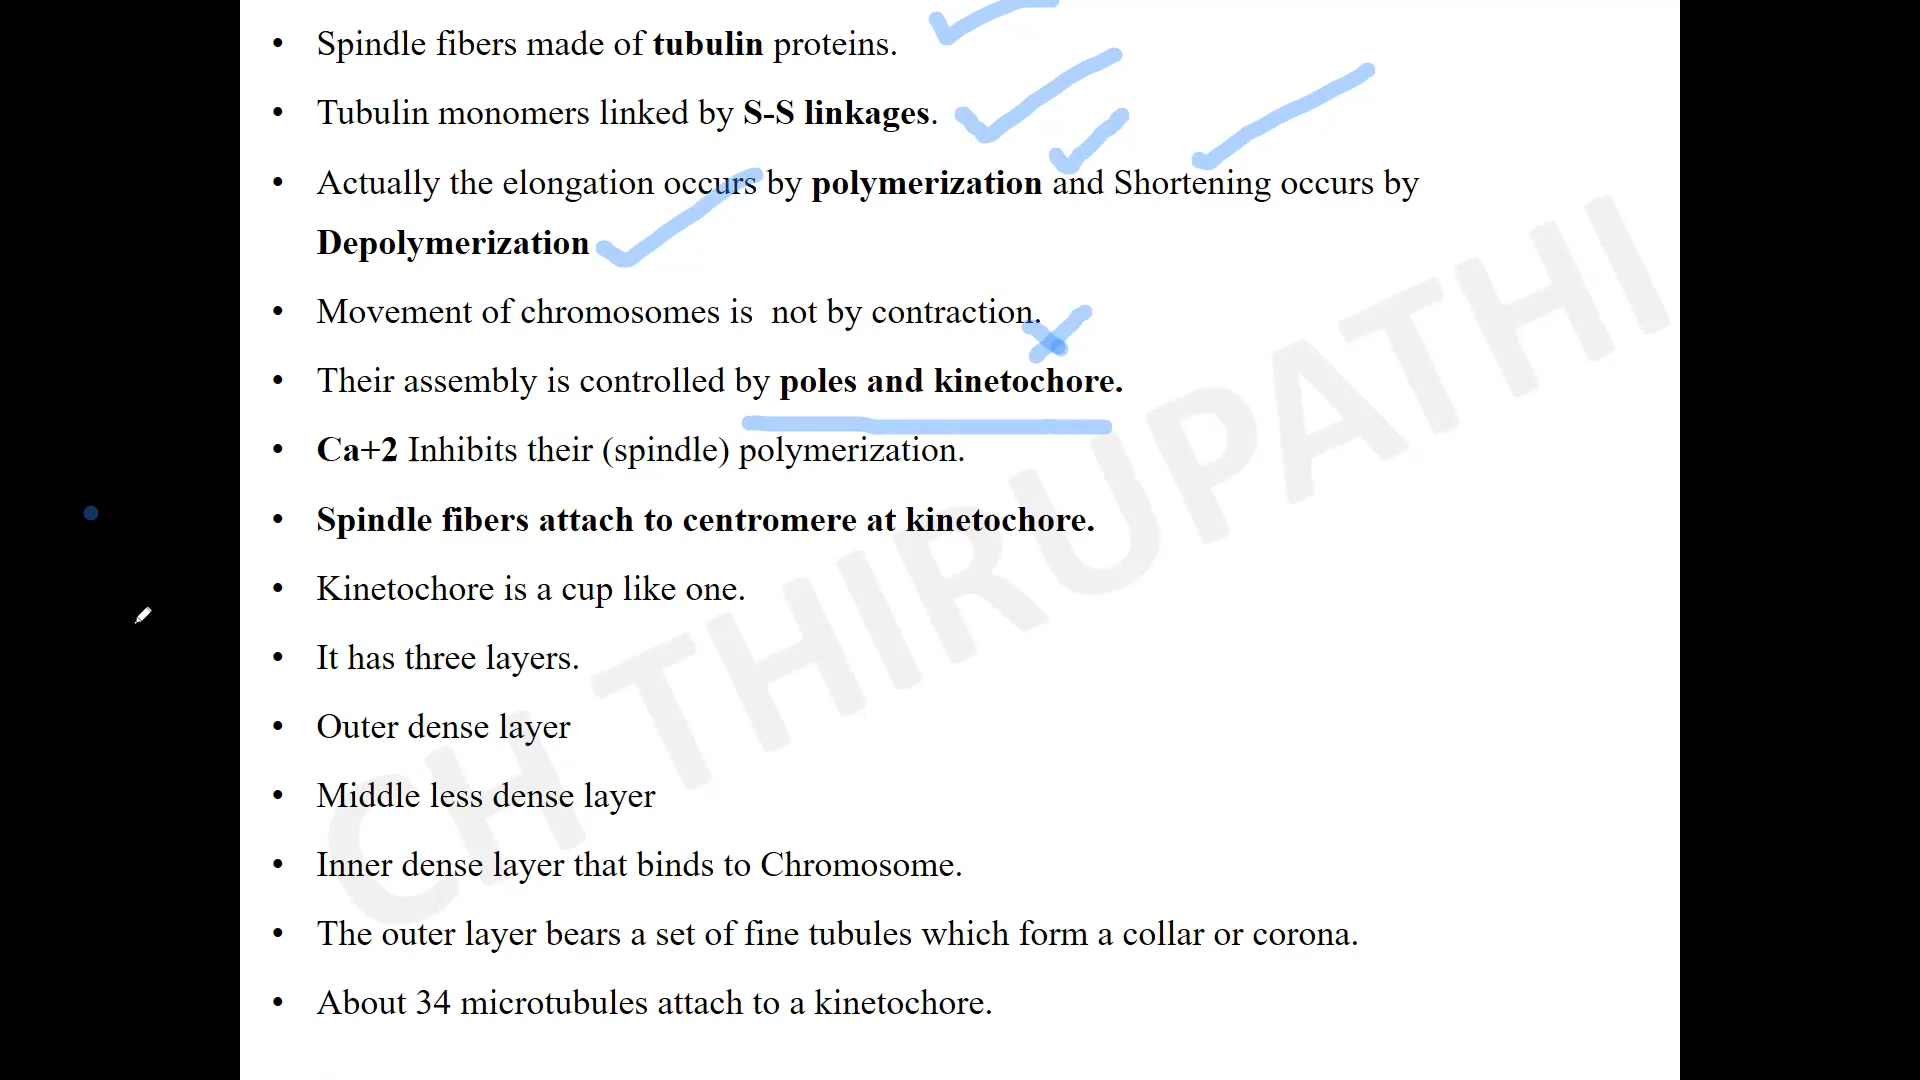 • Spindle fibers made of tubulin proteins.
• Tubulin monomers linked by S-S linkages.
• Actually the elongation occurs by polymerization and Shortening occurs by
Depolymerization
• Movement of chromosomes is  not by contraction.
• Their assembly is controlled by poles and kinetochore.
• Ca+2 Inhibits their (spindle) polymerization.
• Spindle fibers attach to centromere at kinetochore.
• Kinetochore is a cup like one.
• It has three layers.
• Outer dense layer
• Middle less dense layer
• Inner dense layer that binds to Chromosome.
• The outer layer bears a set of fine tubules which form a collar or corona.
• About 34 microtubules attach to a kinetochore.
CH THIRUPATHI